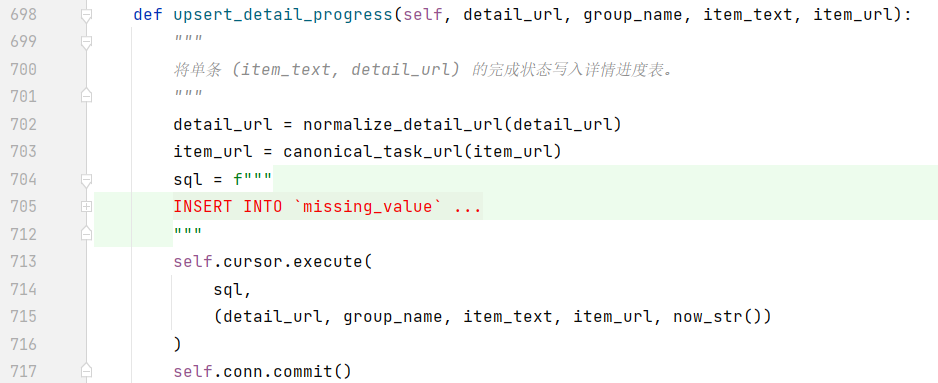 698 def upsert_detail_progress(self, detail_url, group_name, item_text, item_url):
699 """
700 将单条 (item_text, detail_url) 的完成状态写入详情进度表。
701 """
702 detail_url = normalize_detail_url(detail_url)
703 item_url = canonical_task_url(item_url)
704 sql = f"""
705 INSERT INTO `missing_value` ...
712 """
713 self.cursor.execute(
714 sql,
715 (detail_url, group_name, item_text, item_url, now_str())
716 )
717 self.conn.commit()